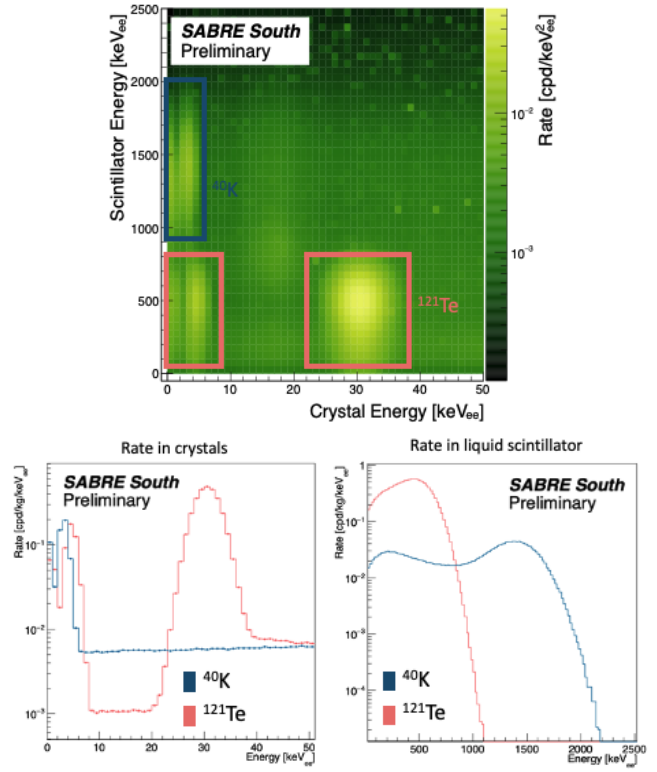 SABRE South
Preliminary
Scintillator Energy [keVee]
2500
2000
1500
1000
500
0
40K
121Te
0 10 20 30 40 50
Crystal Energy [keVee]
Rate [cpd/keV²ee]
10⁻²
10⁻³
Rate in crystals
SABRE South
Preliminary
Rate [cpd/kg/keVee]
10⁻¹
10⁻²
10⁻³
40K
121Te
0 10 20 30 40 50
Energy [keVee]
Rate in liquid scintillator
SABRE South
Preliminary
Rate [cpd/kg/keVee]
1
10⁻¹
10⁻²
10⁻³
10⁻⁴
40K
121Te
500 1000 1500 2000 2500
Energy [keVee]